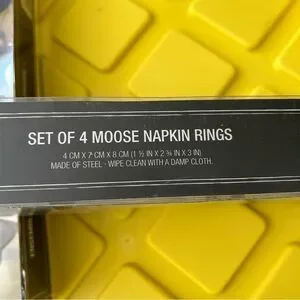 SET OF 4 MOOSE NAPKIN RINGS
4 CM X 7 CM X 8 CM (1 ½ IN X 2 ¾ IN X 3 IN)
MADE OF STEEL - WIPE CLEAN WITH A DAMP CLOTH.